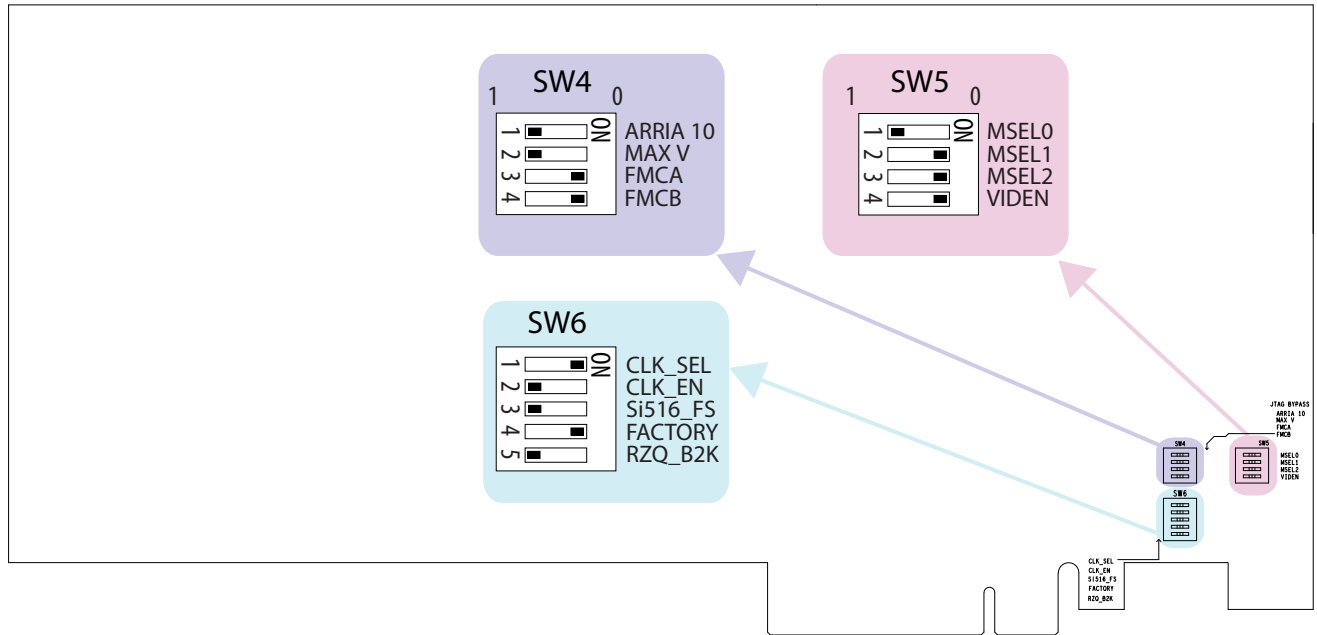 SW4
1 0
1 ON ARRIA 10
2 MAX V
3 FMCA
4 FMCB
SW5
1 0
1 ON MSEL0
2 MSEL1
3 MSEL2
4 VIDEN
SW6
1 ON CLK_SEL
2 CLK_EN
3 Si516_FS
4 FACTORY
5 RZQ_B2K
JTAG BYPASS
ARRIA 10
MAX V
FMCA
FMCB
SW4
SW5
MSEL0
MSEL1
MSEL2
VIDEN
SW6
CLK_SEL
CLK_EN
SI516_FS
FACTORY
RZQ_B2K